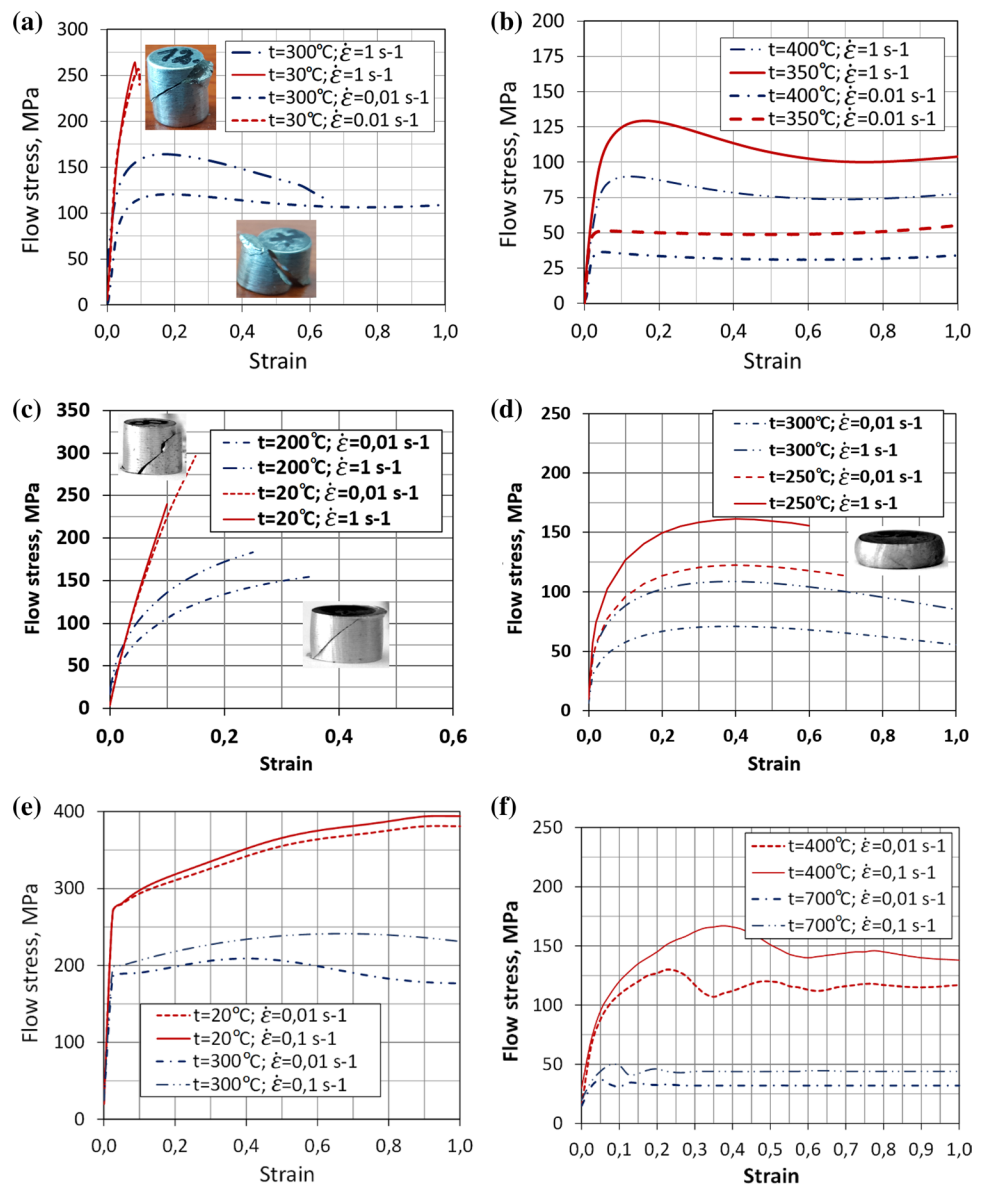 (a)
300
250
200
150
100
50
0
0,0 0,2 0,4 0,6 0,8 1,0
Flow stress, MPa
Strain
t=300℃; ε̇=1 s-1
t=30℃; ε̇=1 s-1
t=300℃; ε̇=0,01 s-1
t=30℃; ε̇=0.01 s-1
(b)
200
175
150
125
100
75
50
25
0
0,0 0,2 0,4 0,6 0,8 1,0
Flow stress, MPa
Strain
t=400℃; ε̇=1 s-1
t=350℃; ε̇=1 s-1
t=400℃; ε̇=0.01 s-1
t=350℃; ε̇=0.01 s-1
(c)
350
300
250
200
150
100
50
0
0,0 0,2 0,4 0,6
Flow stress, MPa
Strain
t=200℃; ε̇=0,01 s-1
t=200℃; ε̇=1 s-1
t=20℃; ε̇=0,01 s-1
t=20℃; ε̇=1 s-1
(d)
250
200
150
100
50
0
0,0 0,2 0,4 0,6 0,8 1,0
Flow stress, MPa
Strain
t=300℃; ε̇=0,01 s-1
t=300℃; ε̇=1 s-1
t=250℃; ε̇=0,01 s-1
t=250℃; ε̇=1 s-1
(e)
400
300
200
100
0
0,0 0,2 0,4 0,6 0,8 1,0
Flow stress, MPa
Strain
t=20℃; ε̇=0,01 s-1
t=20℃; ε̇=0,1 s-1
t=300℃; ε̇=0,01 s-1
t=300℃; ε̇=0,1 s-1
(f)
250
200
150
100
50
0
0,0 0,1 0,2 0,3 0,4 0,5 0,6 0,7 0,8 0,9 1,0
Flow stress, MPa
Strain
t=400℃; ε̇=0,01 s-1
t=400℃; ε̇=0,1 s-1
t=700℃; ε̇=0,01 s-1
t=700℃; ε̇=0,1 s-1